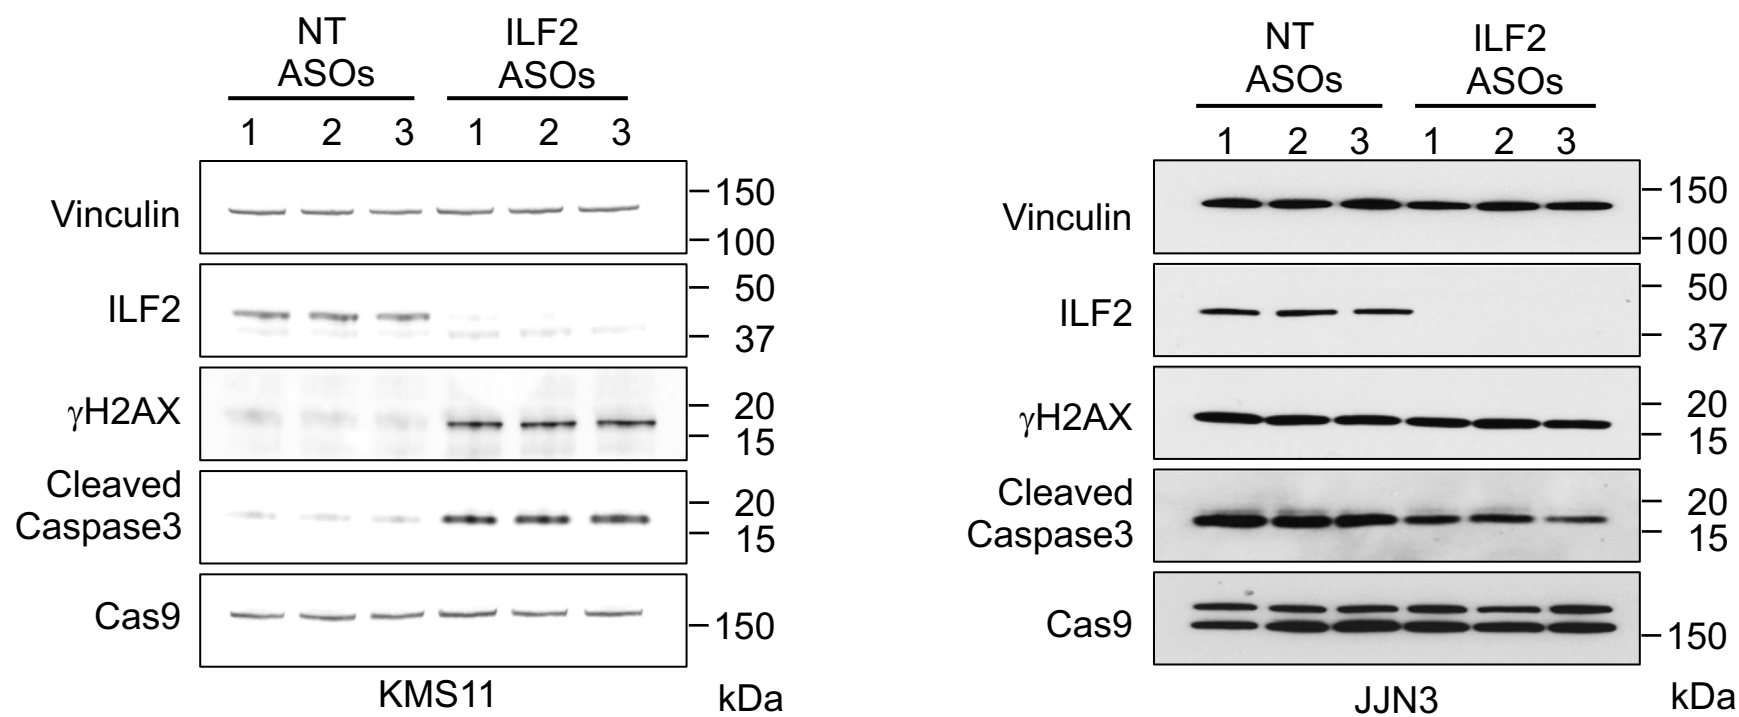 NT
ASOs
ILF2
ASOs
1 2 3 1 2 3
Vinculin
150
100
ILF2
50
37
γH2AX
20
15
Cleaved
Caspase3
20
15
Cas9
150
KMS11
kDa
NT
ASOs
ILF2
ASOs
1 2 3 1 2 3
Vinculin
150
100
ILF2
50
37
γH2AX
20
15
Cleaved
Caspase3
20
15
Cas9
150
JJN3
kDa